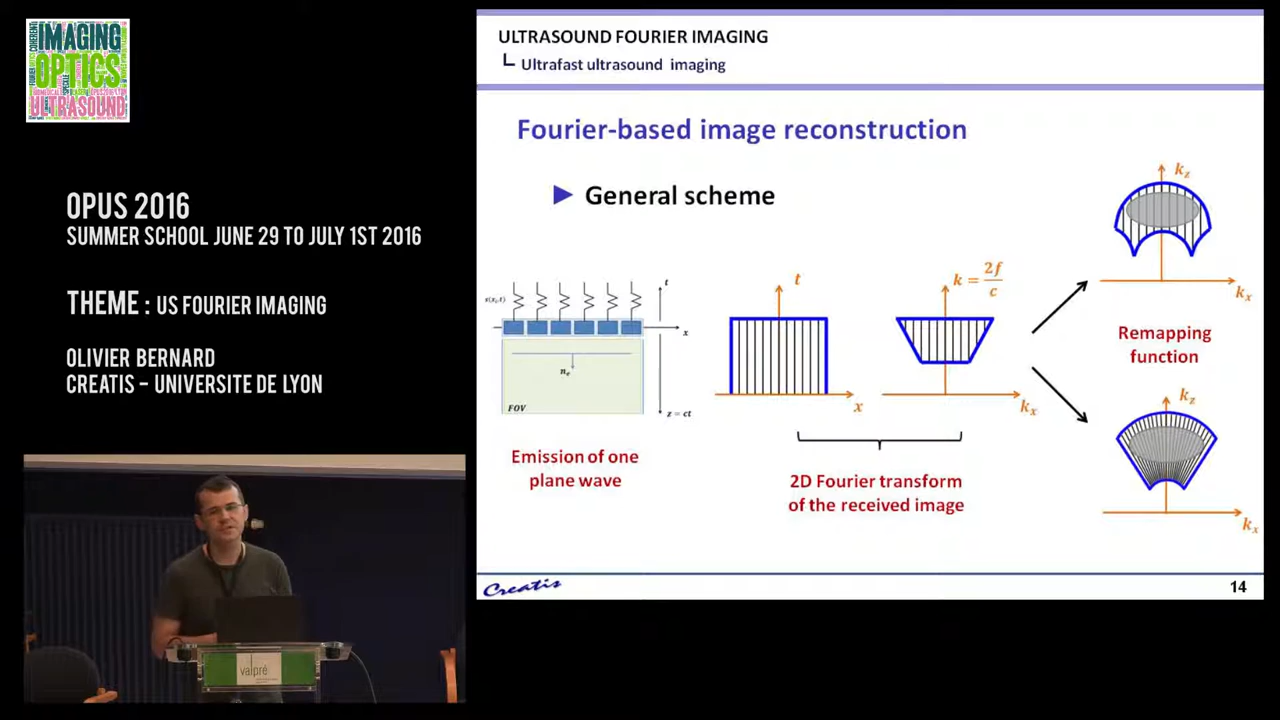 IMAGING
OPTICS
ULTRASOUND
OPUS 2016
SUMMER SCHOOL JUNE 29 TO JULY 1ST 2016
THEME : US FOURIER IMAGING
OLIVIER BERNARD
CREATIS – UNIVERSITE DE LYON
valpré
ULTRASOUND FOURIER IMAGING
Ultrafast ultrasound imaging
Fourier-based image reconstruction
General scheme
t
x
FOV
z = ct
Emission of one
plane wave
t
x
k = 2f/c
kx
2D Fourier transform
of the received image
kz
kx
Remapping
function
kz
kx
Creatis
14